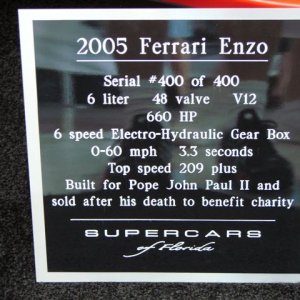 2005 Ferrari Enzo
Serial #400 of 400
6 liter 48 valve V12
660 HP
6 speed Electro-Hydraulic Gear Box
0-60 mph 3.3 seconds
Top speed 209 plus
Built for Pope John Paul II and
sold after his death to benefit charity
SUPERCARS
of Florida